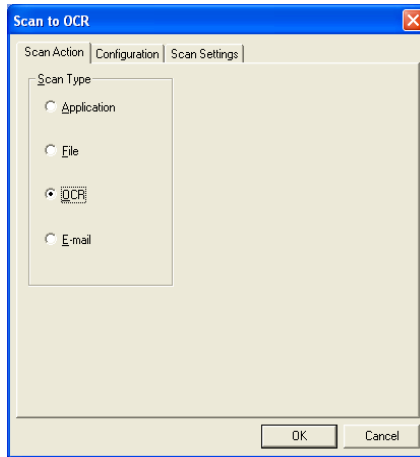 Scan to OCR
Scan Action Configuration Scan Settings
Scan Type
Application
File
OCR
E-mail
OK Cancel